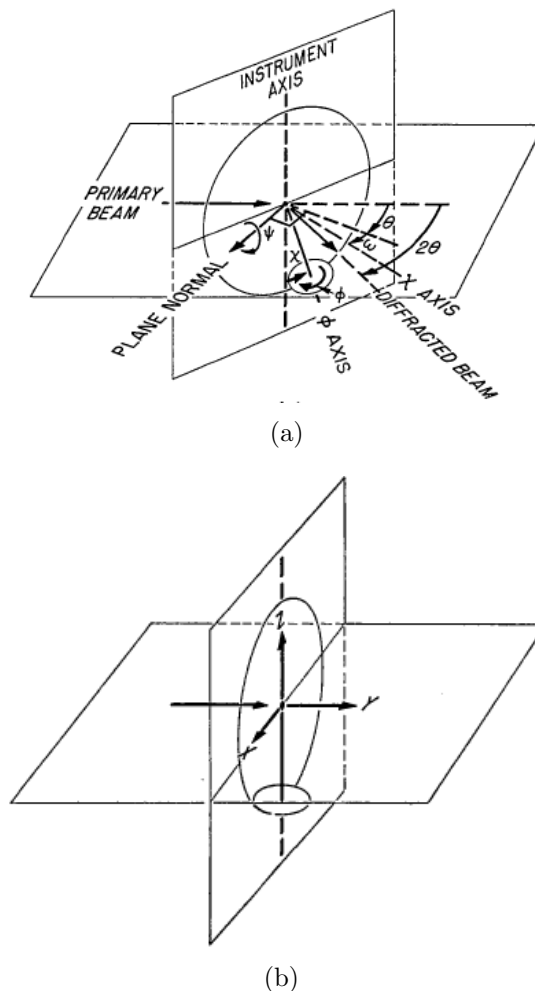 INSTRUMENT
AXIS
PRIMARY
BEAM
θ
ψ
ω
2θ
χ
χ AXIS
PLANE NORMAL
ϕ
DIFFRACTED BEAM
Φ AXIS
(a)
Z
Y
X
(b)